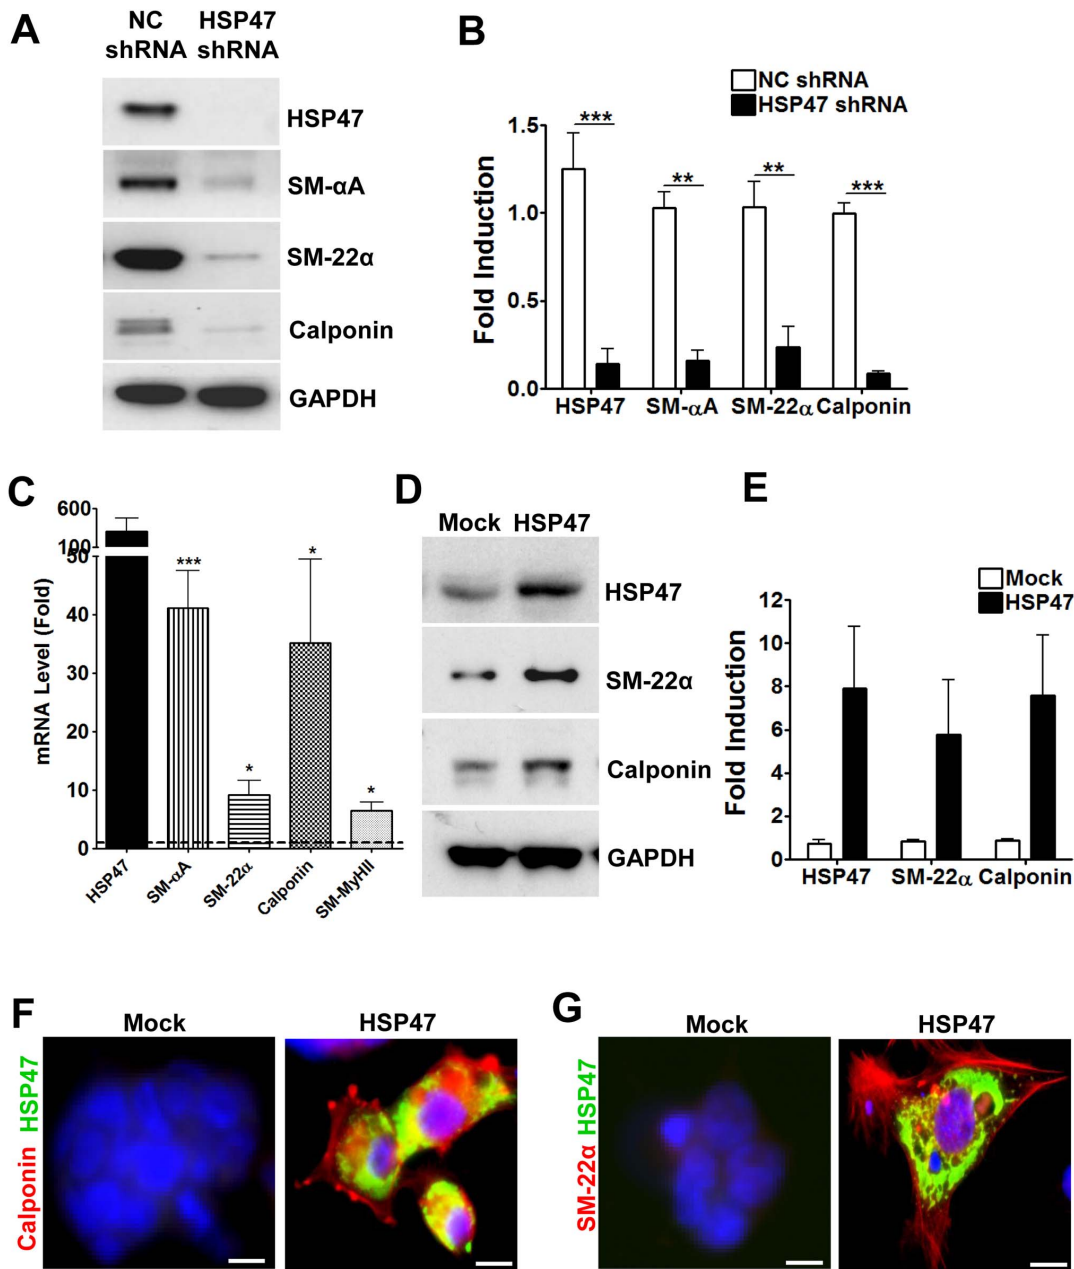 A
NC
shRNA
HSP47
shRNA
HSP47
SM-αA
SM-22α
Calponin
GAPDH
B
NC shRNA
HSP47 shRNA
Fold Induction
1.5
1.0
0.5
0.0
***
**
**
***
HSP47
SM-αA
SM-22α
Calponin
C
mRNA Level (Fold)
600
100
50
40
30
20
10
0
***
*
*
*
HSP47
SM-αA
SM-22α
Calponin
SM-MyHII
D
Mock
HSP47
HSP47
SM-22α
Calponin
GAPDH
E
Mock
HSP47
Fold Induction
12
10
8
6
4
2
0
HSP47
SM-22α
Calponin
F
Mock
HSP47
Calponin HSP47
G
Mock
HSP47
SM-22α HSP47